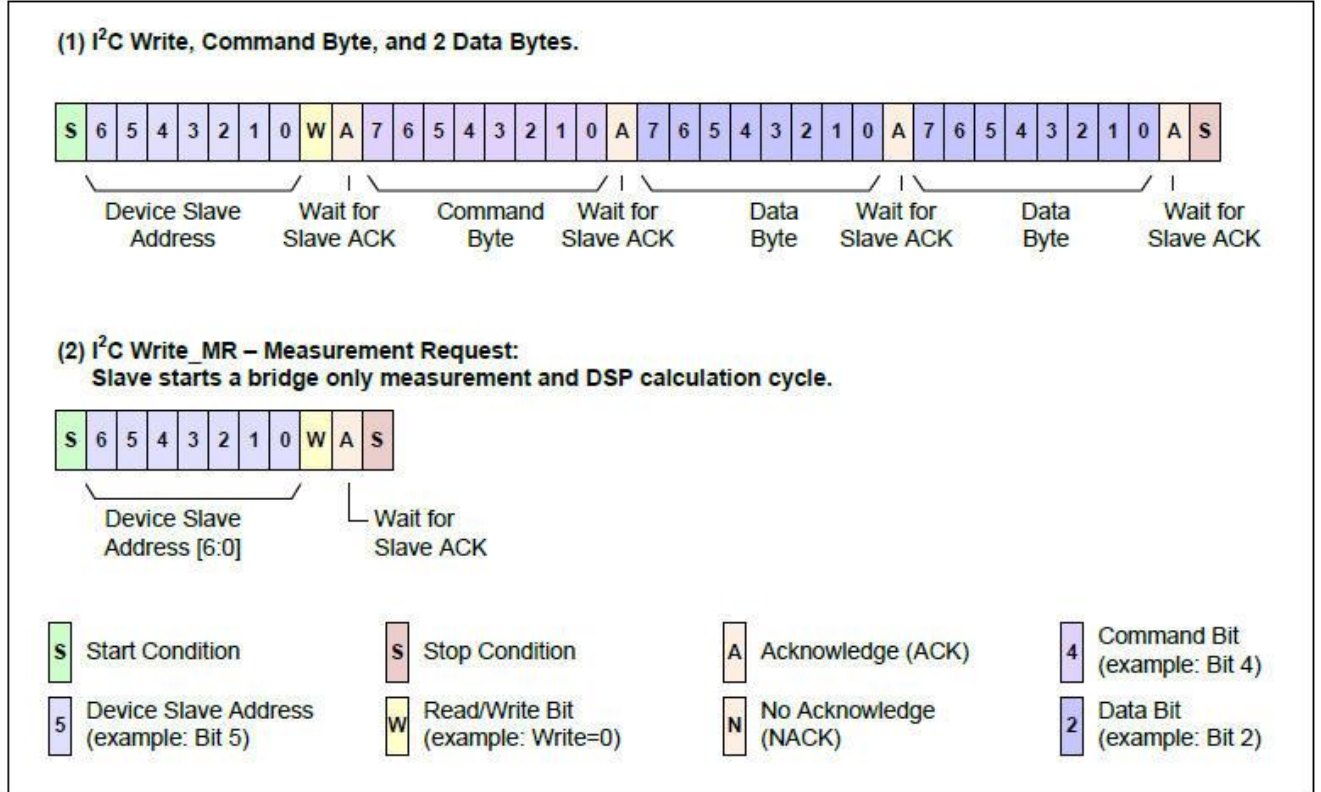 (1) I²C Write, Command Byte, and 2 Data Bytes.
S 6 5 4 3 2 1 0 W A 7 6 5 4 3 2 1 0 A 7 6 5 4 3 2 1 0 A 7 6 5 4 3 2 1 0 A S
Device Slave Address
Wait for Slave ACK
Command Byte
Wait for Slave ACK
Data Byte
Wait for Slave ACK
Data Byte
Wait for Slave ACK
(2) I²C Write_MR – Measurement Request:
Slave starts a bridge only measurement and DSP calculation cycle.
S 6 5 4 3 2 1 0 W A S
Device Slave Address [6:0]
Wait for Slave ACK
S Start Condition
S Stop Condition
A Acknowledge (ACK)
4 Command Bit (example: Bit 4)
5 Device Slave Address (example: Bit 5)
W Read/Write Bit (example: Write=0)
N No Acknowledge (NACK)
2 Data Bit (example: Bit 2)